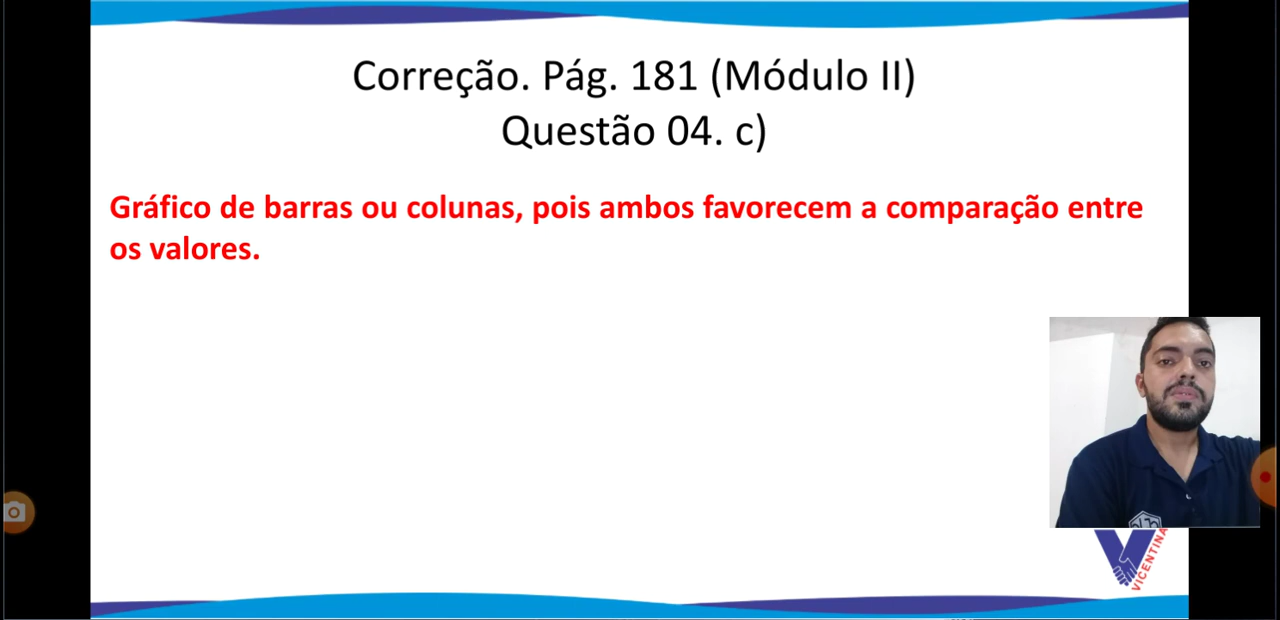 Correção. Pág. 181 (Módulo II)
Questão 04. c)
Gráfico de barras ou colunas, pois ambos favorecem a comparação entre
os valores.
VICENTINA